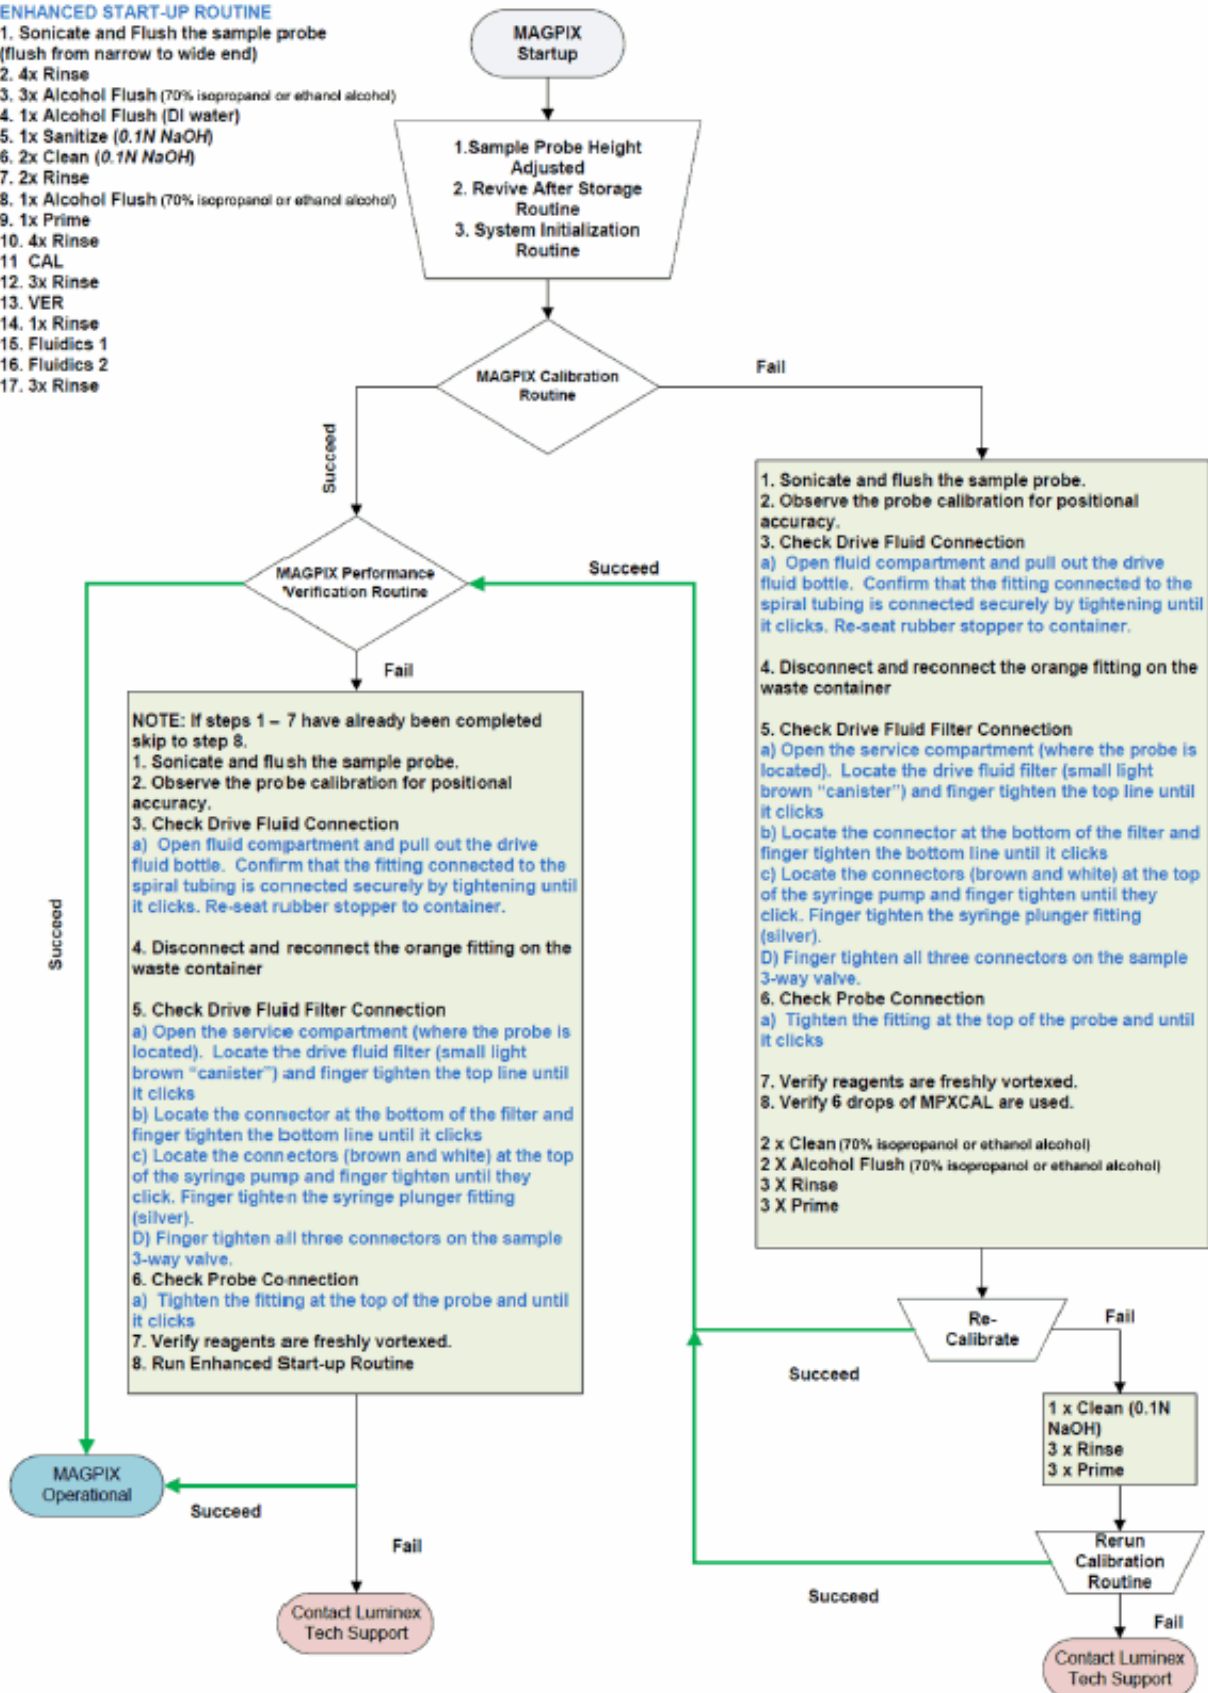 ENHANCED START-UP ROUTINE
1. Sonicate and Flush the sample probe
(flush from narrow to wide end)
2. 4x Rinse
3. 3x Alcohol Flush (70% isopropanol or ethanol alcohol)
4. 1x Alcohol Flush (DI water)
5. 1x Sanitize (0.1N NaOH)
6. 2x Clean (0.1N NaOH)
7. 2x Rinse
8. 1x Alcohol Flush (70% isopropanol or ethanol alcohol)
9. 1x Prime
10. 4x Rinse
11 CAL
12. 3x Rinse
13. VER
14. 1x Rinse
15. Fluidics 1
16. Fluidics 2
17. 3x Rinse
MAGPIX
Startup
1.Sample Probe Height
Adjusted
2. Revive After Storage
Routine
3. System Initialization
Routine
MAGPIX Calibration
Routine
Fail
Succeed
MAGPIX Performance
Verification Routine
Succeed
Fail
Succeed
NOTE: If steps 1 – 7 have already been completed
skip to step 8.
1. Sonicate and flush the sample probe.
2. Observe the probe calibration for positional
accuracy.
3. Check Drive Fluid Connection
a) Open fluid compartment and pull out the drive
fluid bottle. Confirm that the fitting connected to the
spiral tubing is connected securely by tightening until
it clicks. Re-seat rubber stopper to container.
4. Disconnect and reconnect the orange fitting on the
waste container
5. Check Drive Fluid Filter Connection
a) Open the service compartment (where the probe is
located). Locate the drive fluid filter (small light
brown “canister”) and finger tighten the top line until
it clicks
b) Locate the connector at the bottom of the filter and
finger tighten the bottom line until it clicks
c) Locate the connectors (brown and white) at the top
of the syringe pump and finger tighten until they
click. Finger tighten the syringe plunger fitting
(silver).
D) Finger tighten all three connectors on the sample
3-way valve.
6. Check Probe Connection
a) Tighten the fitting at the top of the probe and until
it clicks
7. Verify reagents are freshly vortexed.
8. Run Enhanced Start-up Routine
MAGPIX
Operational
Succeed
Fail
Contact Luminex
Tech Support
1. Sonicate and flush the sample probe.
2. Observe the probe calibration for positional
accuracy.
3. Check Drive Fluid Connection
a) Open fluid compartment and pull out the drive
fluid bottle. Confirm that the fitting connected to the
spiral tubing is connected securely by tightening until
it clicks. Re-seat rubber stopper to container.
4. Disconnect and reconnect the orange fitting on the
waste container
5. Check Drive Fluid Filter Connection
a) Open the service compartment (where the probe is
located). Locate the drive fluid filter (small light
brown “canister”) and finger tighten the top line until
it clicks
b) Locate the connector at the bottom of the filter and
finger tighten the bottom line until it clicks
c) Locate the connectors (brown and white) at the top
of the syringe pump and finger tighten until they
click. Finger tighten the syringe plunger fitting
(silver).
D) Finger tighten all three connectors on the sample
3-way valve.
6. Check Probe Connection
a) Tighten the fitting at the top of the probe and until
it clicks
7. Verify reagents are freshly vortexed.
8. Verify 6 drops of MPXCAL are used.
2 x Clean (70% isopropanol or ethanol alcohol)
2 X Alcohol Flush (70% isopropanol or ethanol alcohol)
3 X Rinse
3 X Prime
Re-
Calibrate
Fail
Succeed
1 x Clean (0.1N
NaOH)
3 x Rinse
3 x Prime
Rerun
Calibration
Routine
Succeed
Fail
Contact Luminex
Tech Support